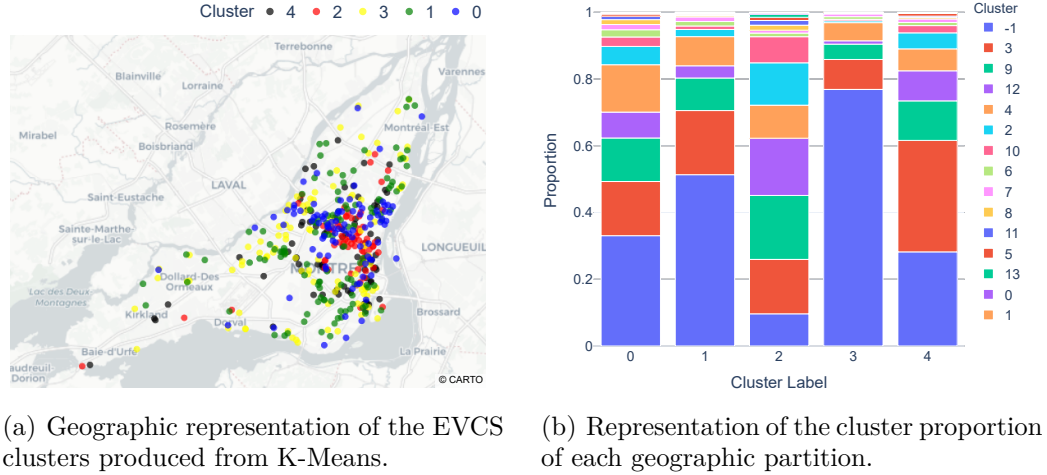 Cluster 4 2 3 1 0
Terrebonne
Varennes
Blainville
Lorraine
Rosemère
Montréal-Est
Mirabel
Boisbriand
LAVAL
Saint-Eustache
Sainte-Marthe-
sur-le-Lac
LONGUEUIL
MONTRE
Dollard-Des
Ormeaux
Lac des Deux
Montagnes
Kirkland
Dorval
Brossard
Baie-d'Urfé
La Prairie
audreuil-
Dorion
© CARTO
Cluster
-1
3
9
12
4
2
10
6
7
8
11
5
13
0
1
1
0.8
0.6
0.4
0.2
0
Proportion
0 1 2 3 4
Cluster Label
(a) Geographic representation of the EVCS
clusters produced from K-Means.
(b) Representation of the cluster proportion
of each geographic partition.